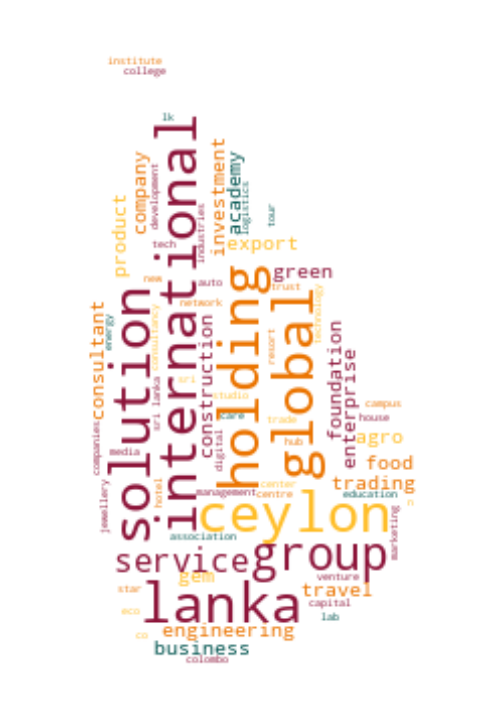 institute
college
lk
international
company
development
investment
academy
logistics
product
industries
tour
tech
export
new
auto
holding
green
trust
solution
global
network
consultant
energy
consultancy
construction
technology
resort
foundation
enterprise
sri
sri lanka
studio
care
trade
campus
house
companies
media
digital
hub
agro
food
jewellery
hotel
management
center
centre
trading
education
n
ceylon
marketing
association
service
group
gem
venture
star
lanka
travel
capital
eco
lab
co
engineering
business
colombo